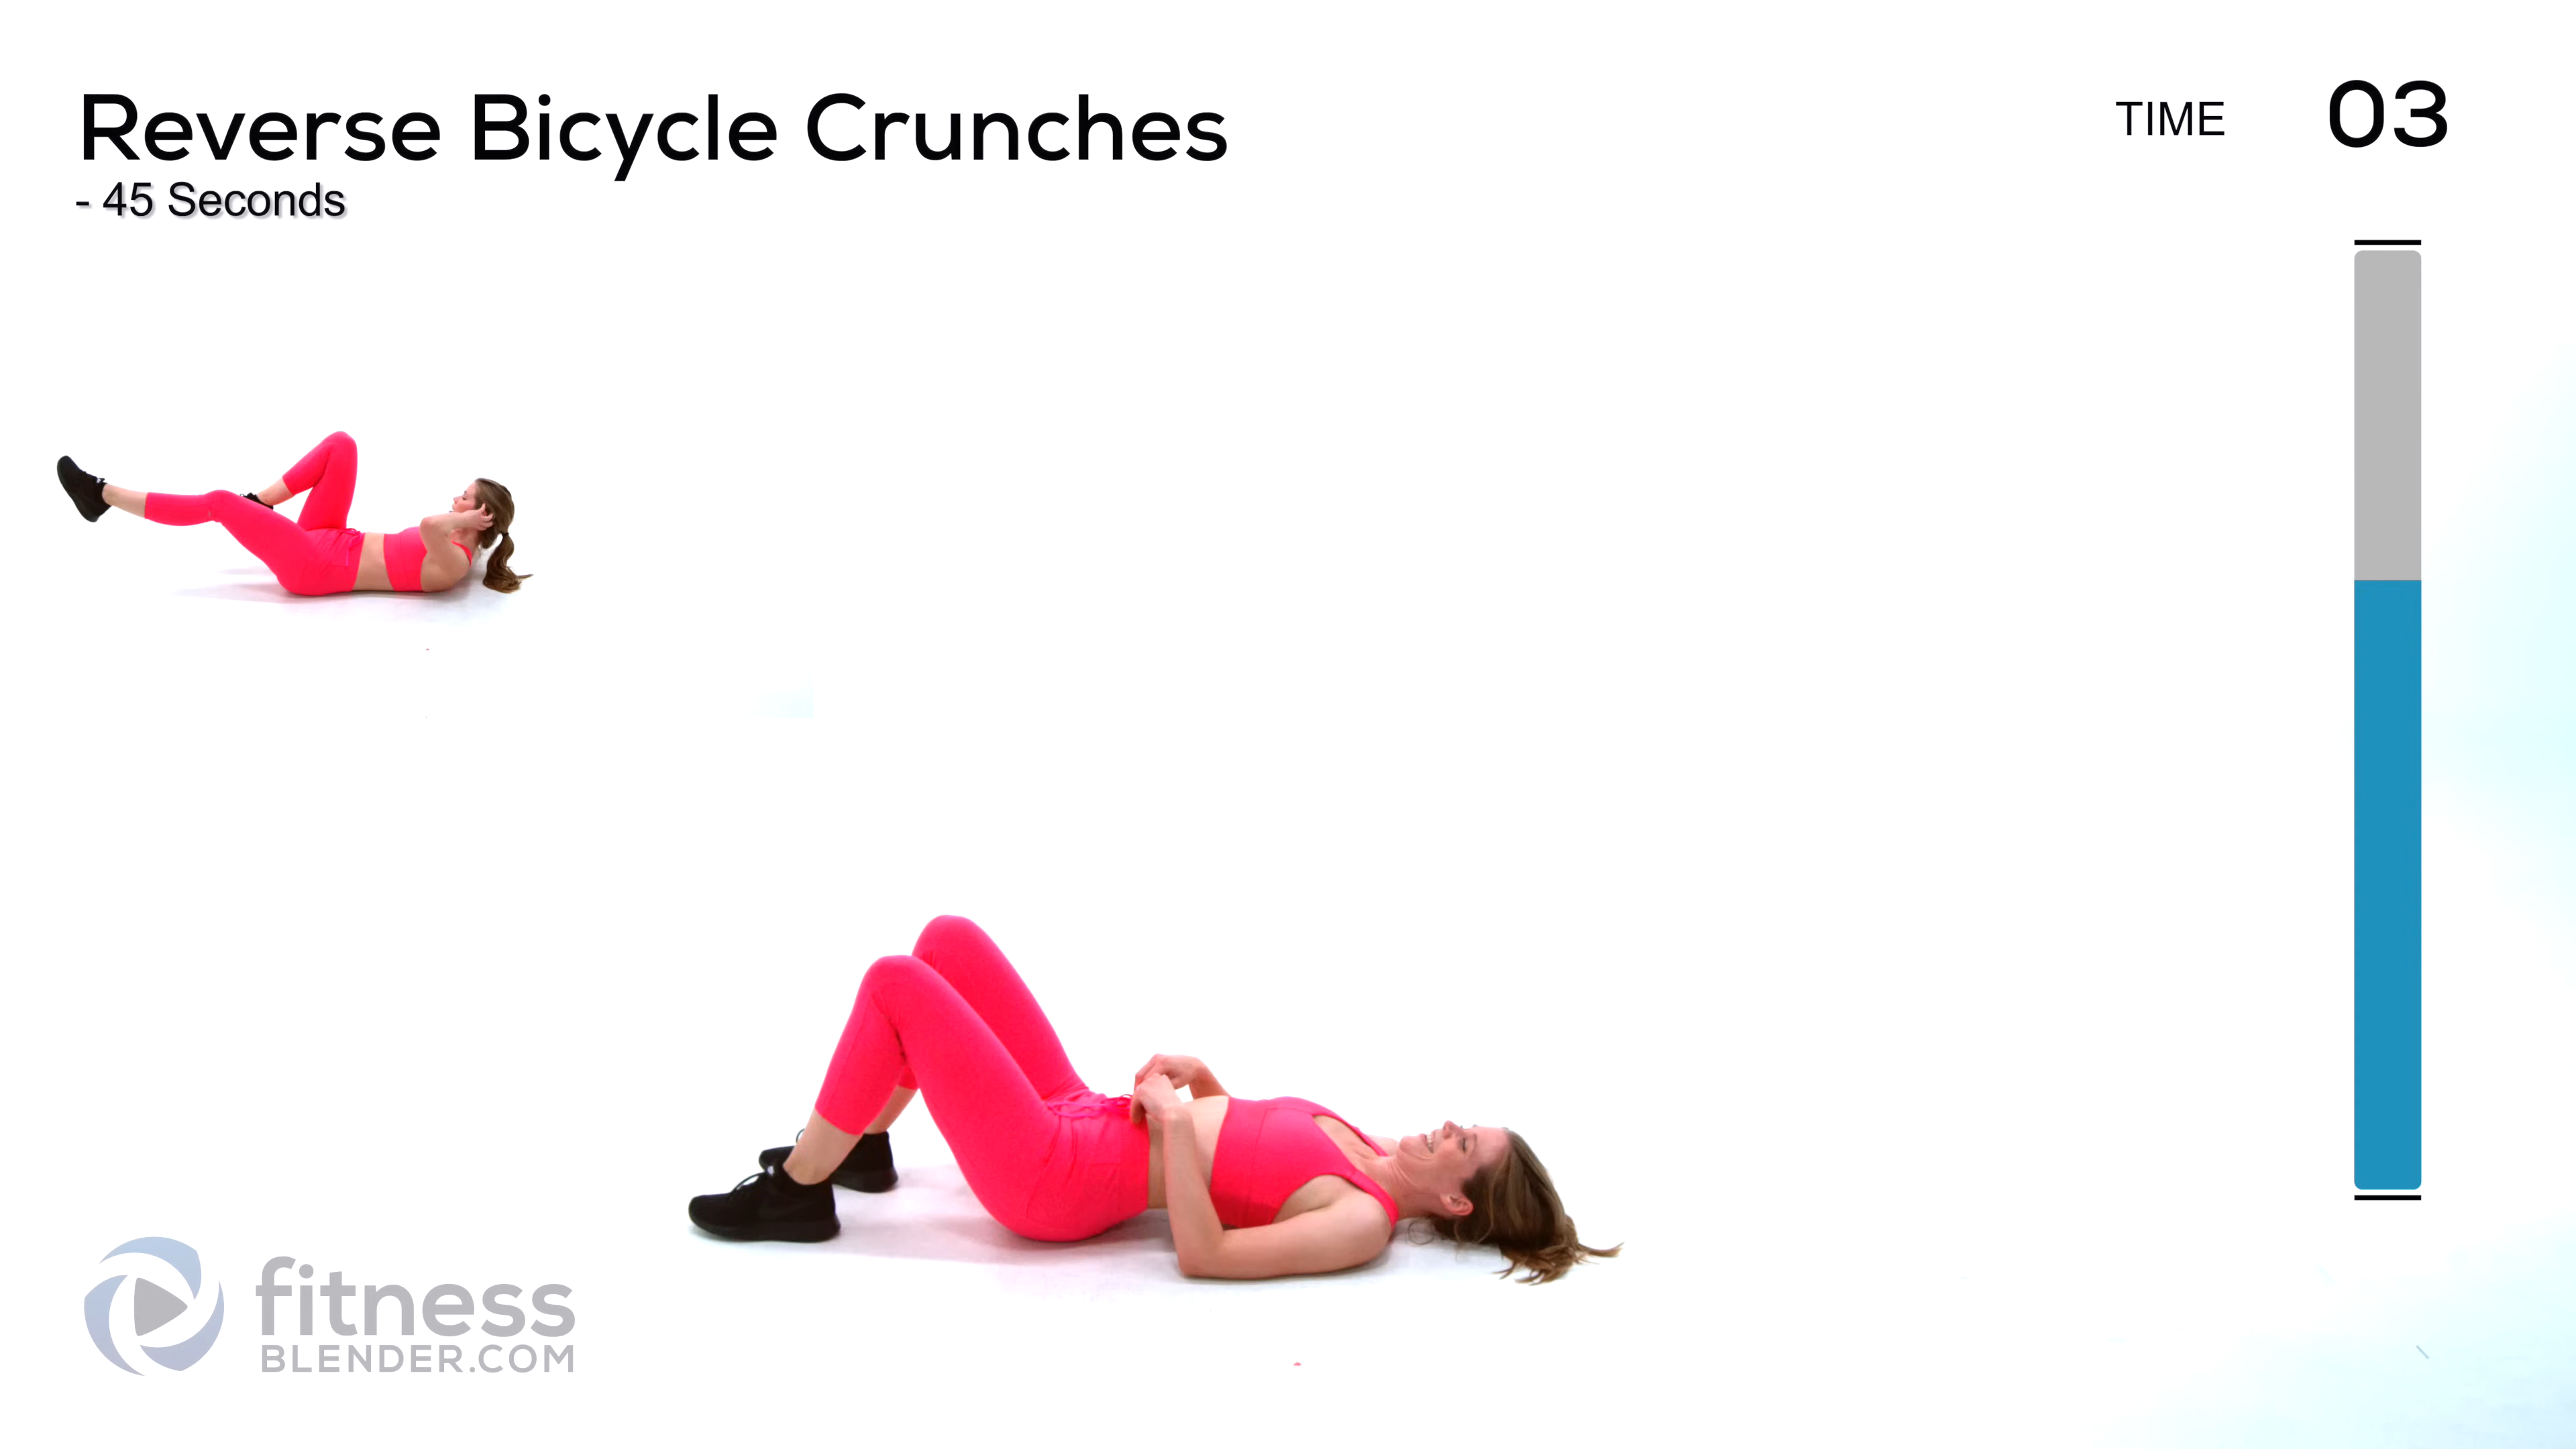 Reverse Bicycle Crunches
- 45 Seconds
TIME 03
fitness
BLENDER.COM